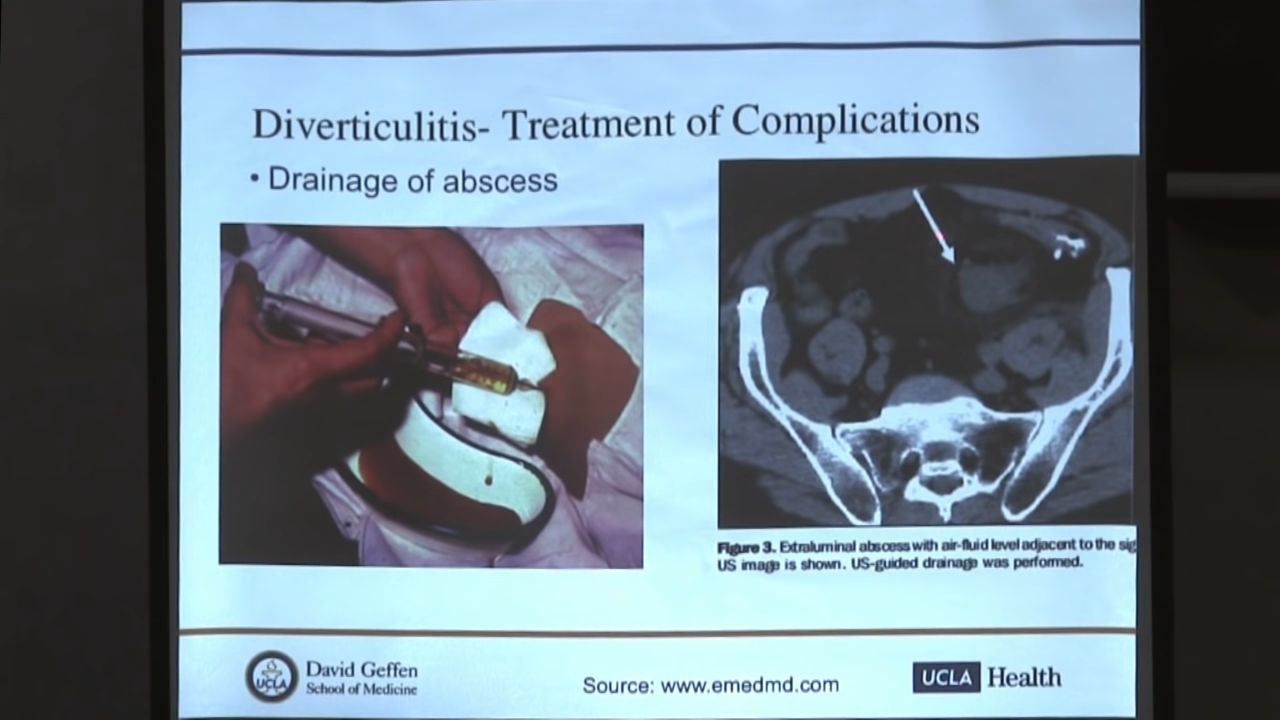 Diverticulitis- Treatment of Complications
• Drainage of abscess
Figure 3. Extraluminal abscess with air-fluid level adjacent to the
US image is shown. US-guided drainage was performed.
UCLA
David Geffen
School of Medicine
Source: www.emedmd.com
UCLA Health